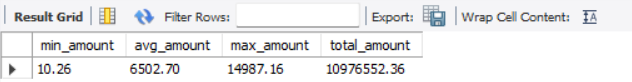 Result Grid Filter Rows: Export: Wrap Cell Content: IA
min_amount avg_amount max_amount total_amount
10.26 6502.70 14987.16 10976552.36